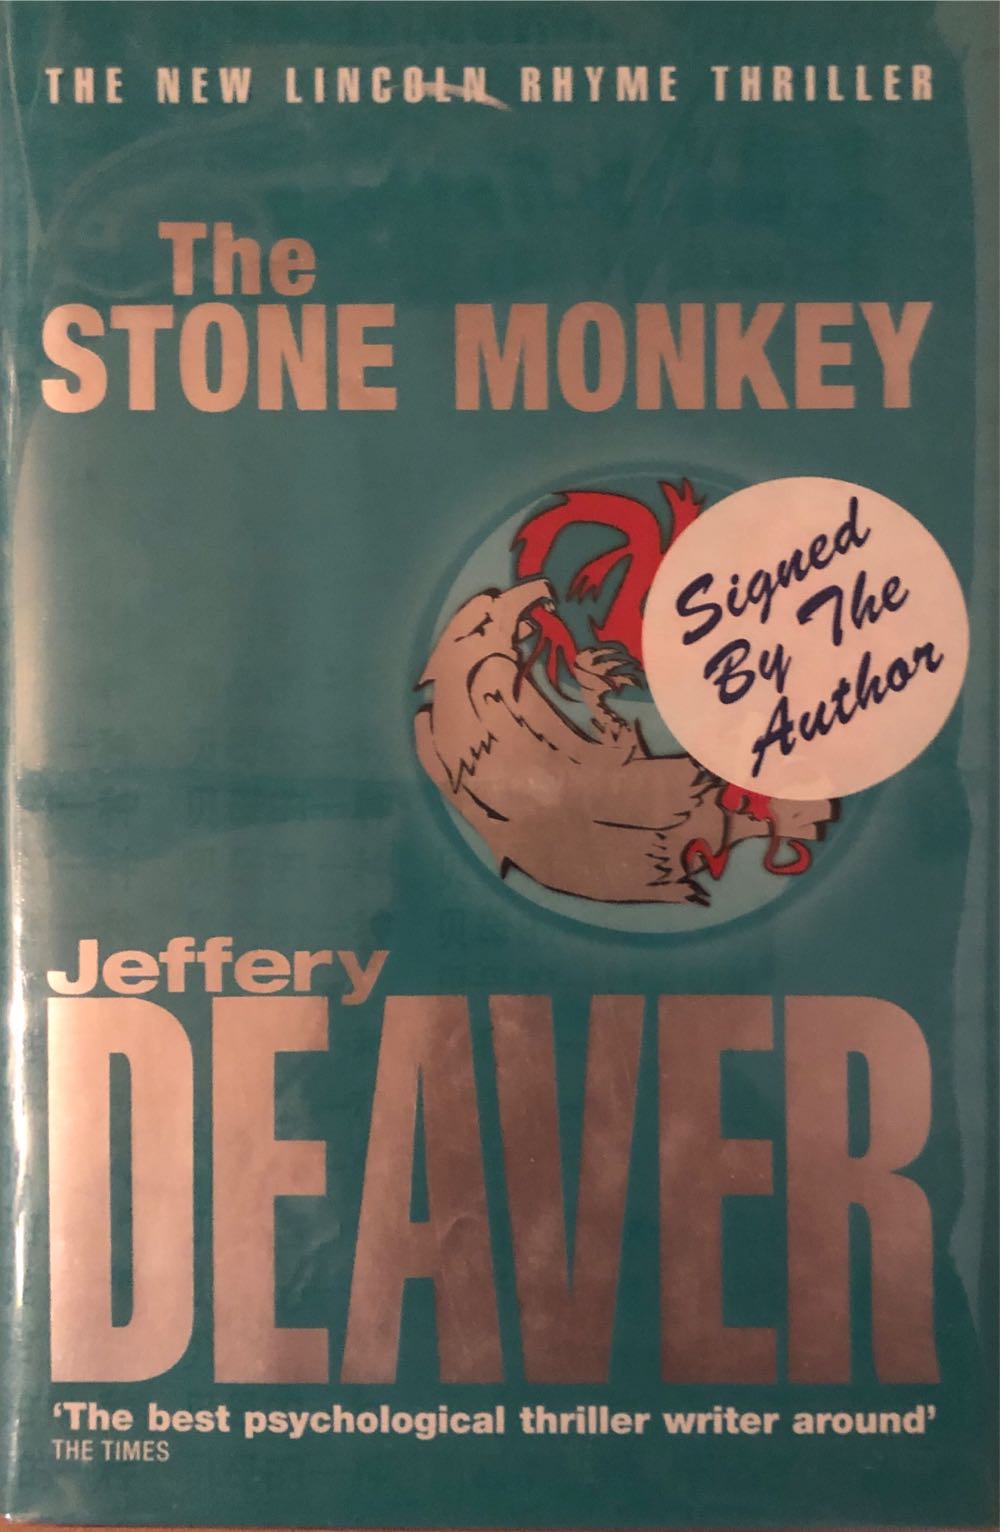 THE NEW LINCOLN RHYME THRILLER
The
STONE MONKEY
Signed
By The
Author
Jeffery
DEAVER
‘The best psychological thriller writer around’
THE TIMES